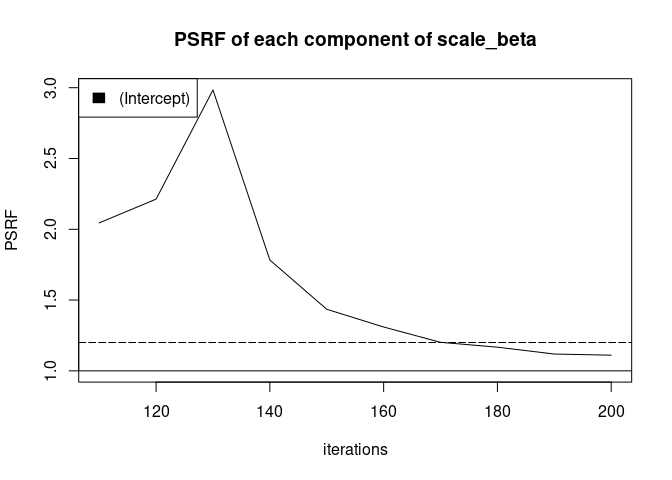 PSRF of each component of scale_beta
(Intercept)
3.0
2.5
2.0
1.5
1.0
PSRF
120 140 160 180 200
iterations